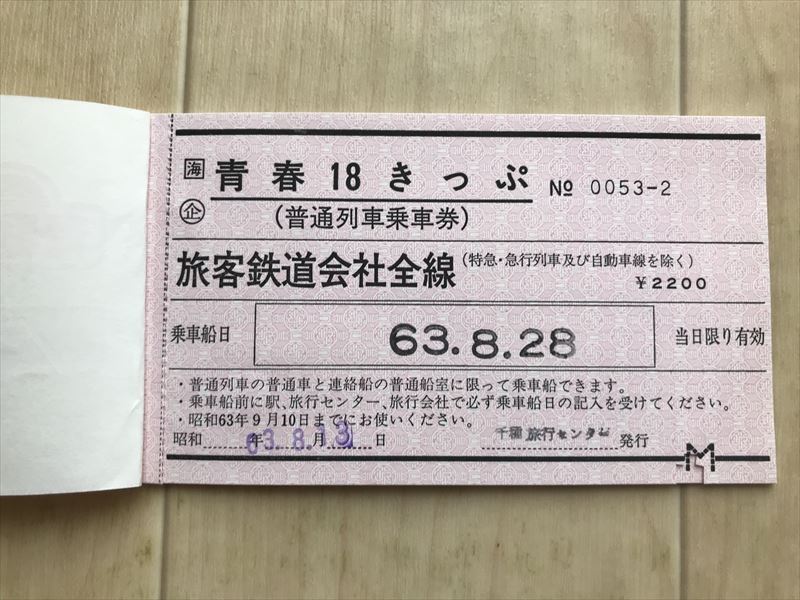 海 青春18きっぷ № 0053-2
企 (普通列車乗車券)
旅客鉄道会社全線 (特急・急行列車及び自動車線を除く)
¥2200
乗車船日 63.8.28 当日限り有効
・普通列車の普通車と連絡船の普通船室に限って乗車船できます。
・乗車船前に駅、旅行センター、旅行会社で必ず乗車船日の記入を受けてください。
・昭和63年9月10日までにお使いください。
昭和 63年 8.月13日 千種 旅行センター 発行
M